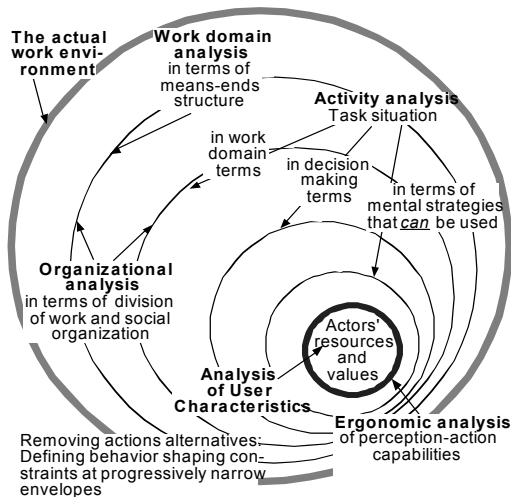 The actual
work envi-
ronment
Work domain
analysis
in terms of
means-ends
structure
Activity analysis
Task situation
in work
domain
terms
in decision
making
terms
in terms of
mental strategies
that can be used
Organizational
analysis
in terms of division
of work and social
organization
Actors'
resources
and
values
Analysis
of User
Characteristics
Ergonomic analysis
of perception-action
capabilities
Removing actions alternatives:
Defining behavior shaping con-
straints at progressively narrow
envelopes